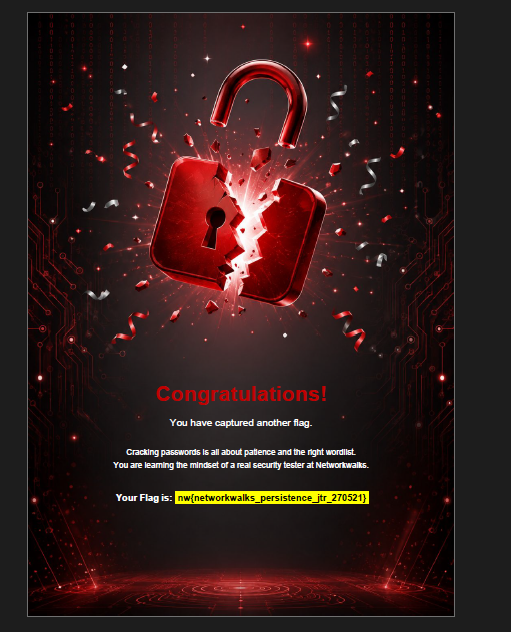 Congratulations!
You have captured another flag.
Cracking passwords is all about patience and the right wordlist.
You are learning the mindset of a real security tester at Networkwalks.
Your Flag is: nw{networkwalks_persistence_jtr_270521}